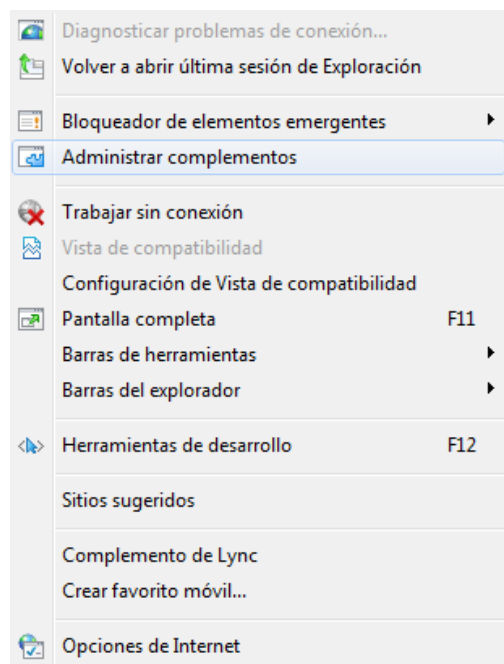 Diagnosticar problemas de conexión...
Volver a abrir última sesión de Exploración
Bloqueador de elementos emergentes
Administrar complementos
Trabajar sin conexión
Vista de compatibilidad
Configuración de Vista de compatibilidad
Pantalla completa F11
Barras de herramientas
Barras del explorador
Herramientas de desarrollo F12
Sitios sugeridos
Complemento de Lync
Crear favorito móvil...
Opciones de Internet